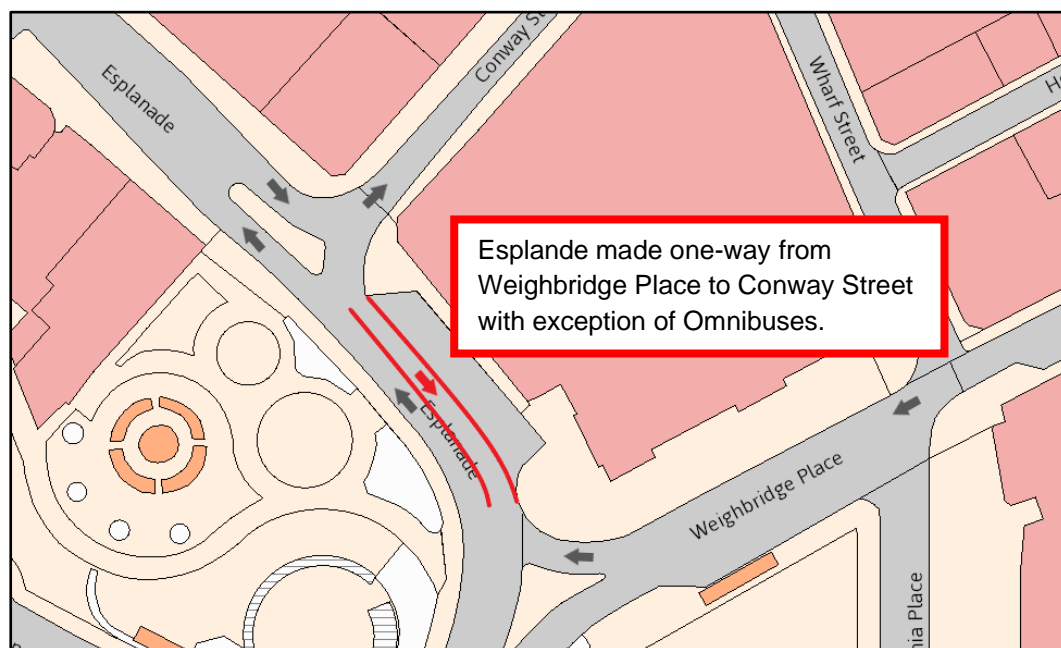 Esplanade
Conway St
Wharf Street
Esplande made one-way from
Weighbridge Place to Conway Street
with exception of Omnibuses.
Esplanade
Weighbridge Place
nia Place